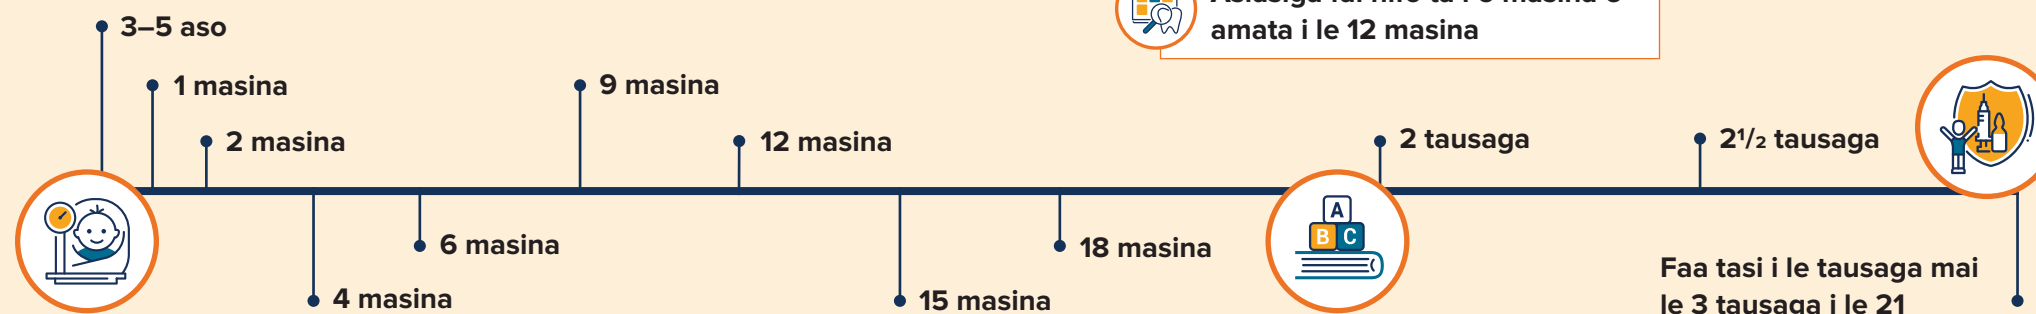 amata i le 12 masina
3–5 aso
1 masina
9 masina
2 masina
12 masina
2 tausaga
2½ tausaga
A
B C
6 masina
18 masina
4 masina
15 masina
Faa tasi i le tausaga mai
le 3 tausaga i le 21